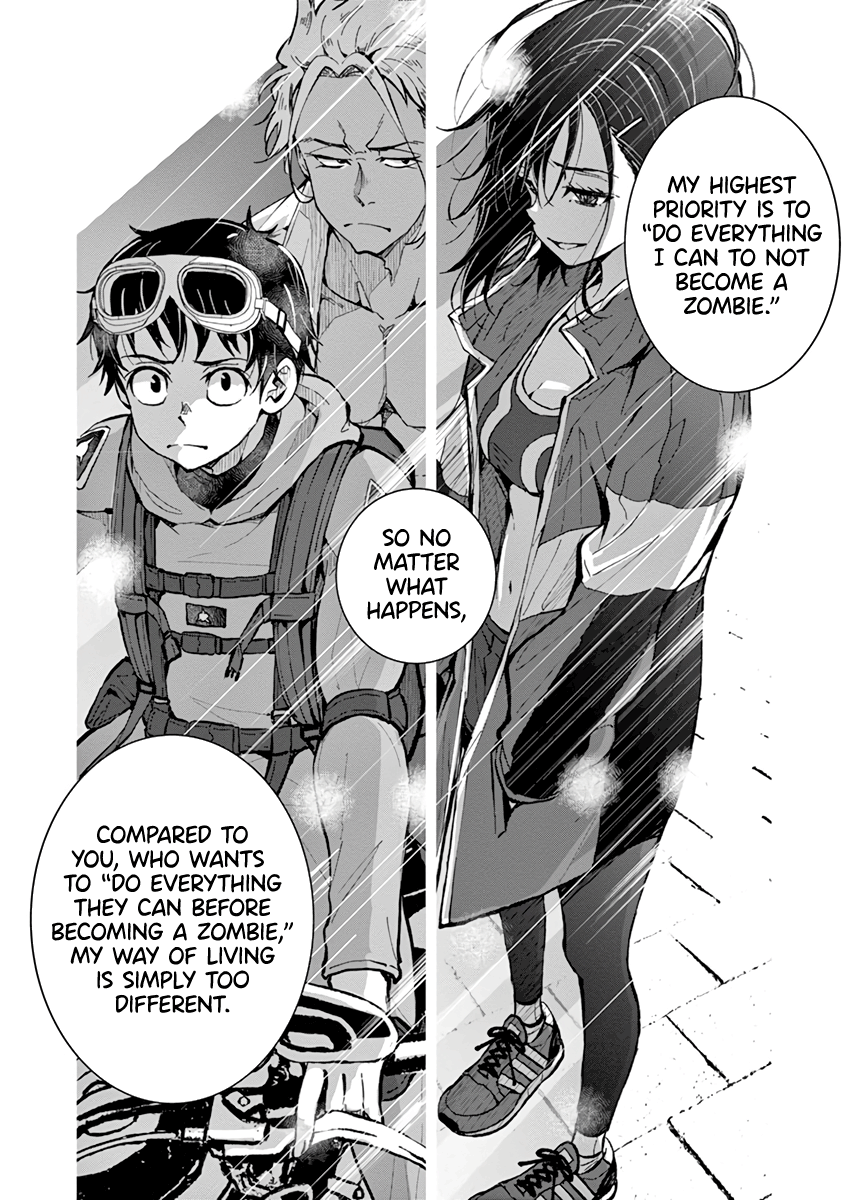 MY HIGHEST
PRIORITY IS TO
“DO EVERYTHING
I CAN TO NOT
BECOME A
ZOMBIE.”
SO NO
MATTER
WHAT
HAPPENS,
COMPARED TO
YOU, WHO WANTS
TO “DO EVERYTHING
THEY CAN BEFORE
BECOMING A ZOMBIE,”
MY WAY OF LIVING
IS SIMPLY TOO
DIFFERENT.